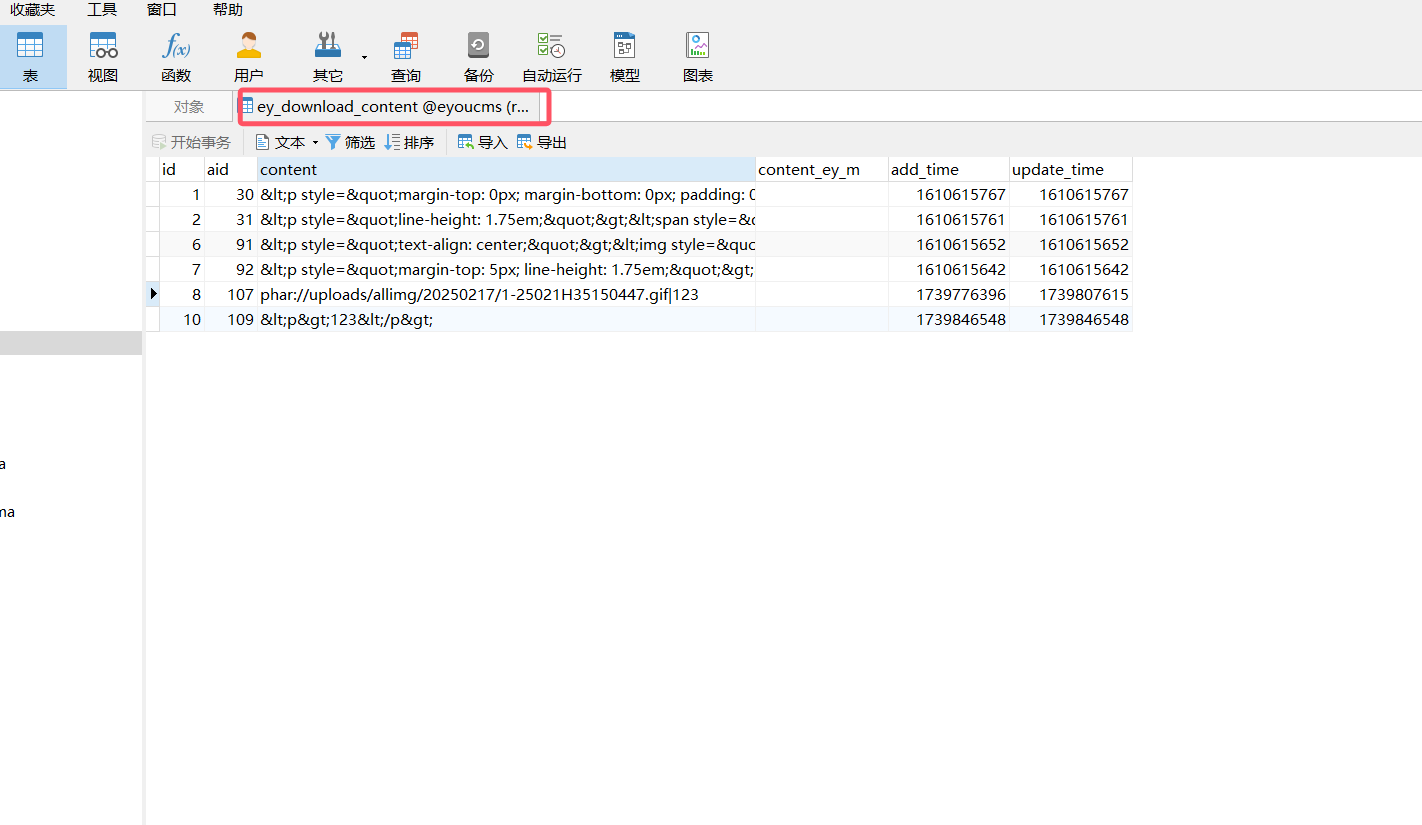 收藏夹 工具 窗口 帮助
表 视图 函数 用户 其它 查询 备份 自动运行 模型 图表
对象 ey_download_content @eyoucms (r...
开始事务 文本 筛选 排序 导入 导出
id aid content content_ey_m add_time update_time
1 30 &lt;p style=&quot;margin-top: 0px; margin-bottom: 0px; padding: 0 1610615767 1610615767
2 31 &lt;p style=&quot;line-height: 1.75em;&quot;&gt;&lt;span style=&q 1610615761 1610615761
6 91 &lt;p style=&quot;text-align: center;&quot;&gt;&lt;img style=&quo 1610615652 1610615652
7 92 &lt;p style=&quot;margin-top: 5px; line-height: 1.75em;&quot;&gt; 1610615642 1610615642
8 107 phar://uploads/allimg/20250217/1-25021H35150447.gif|123 1739776396 1739807615
10 109 &lt;p&gt;123&lt;/p&gt; 1739846548 1739846548
a
ma